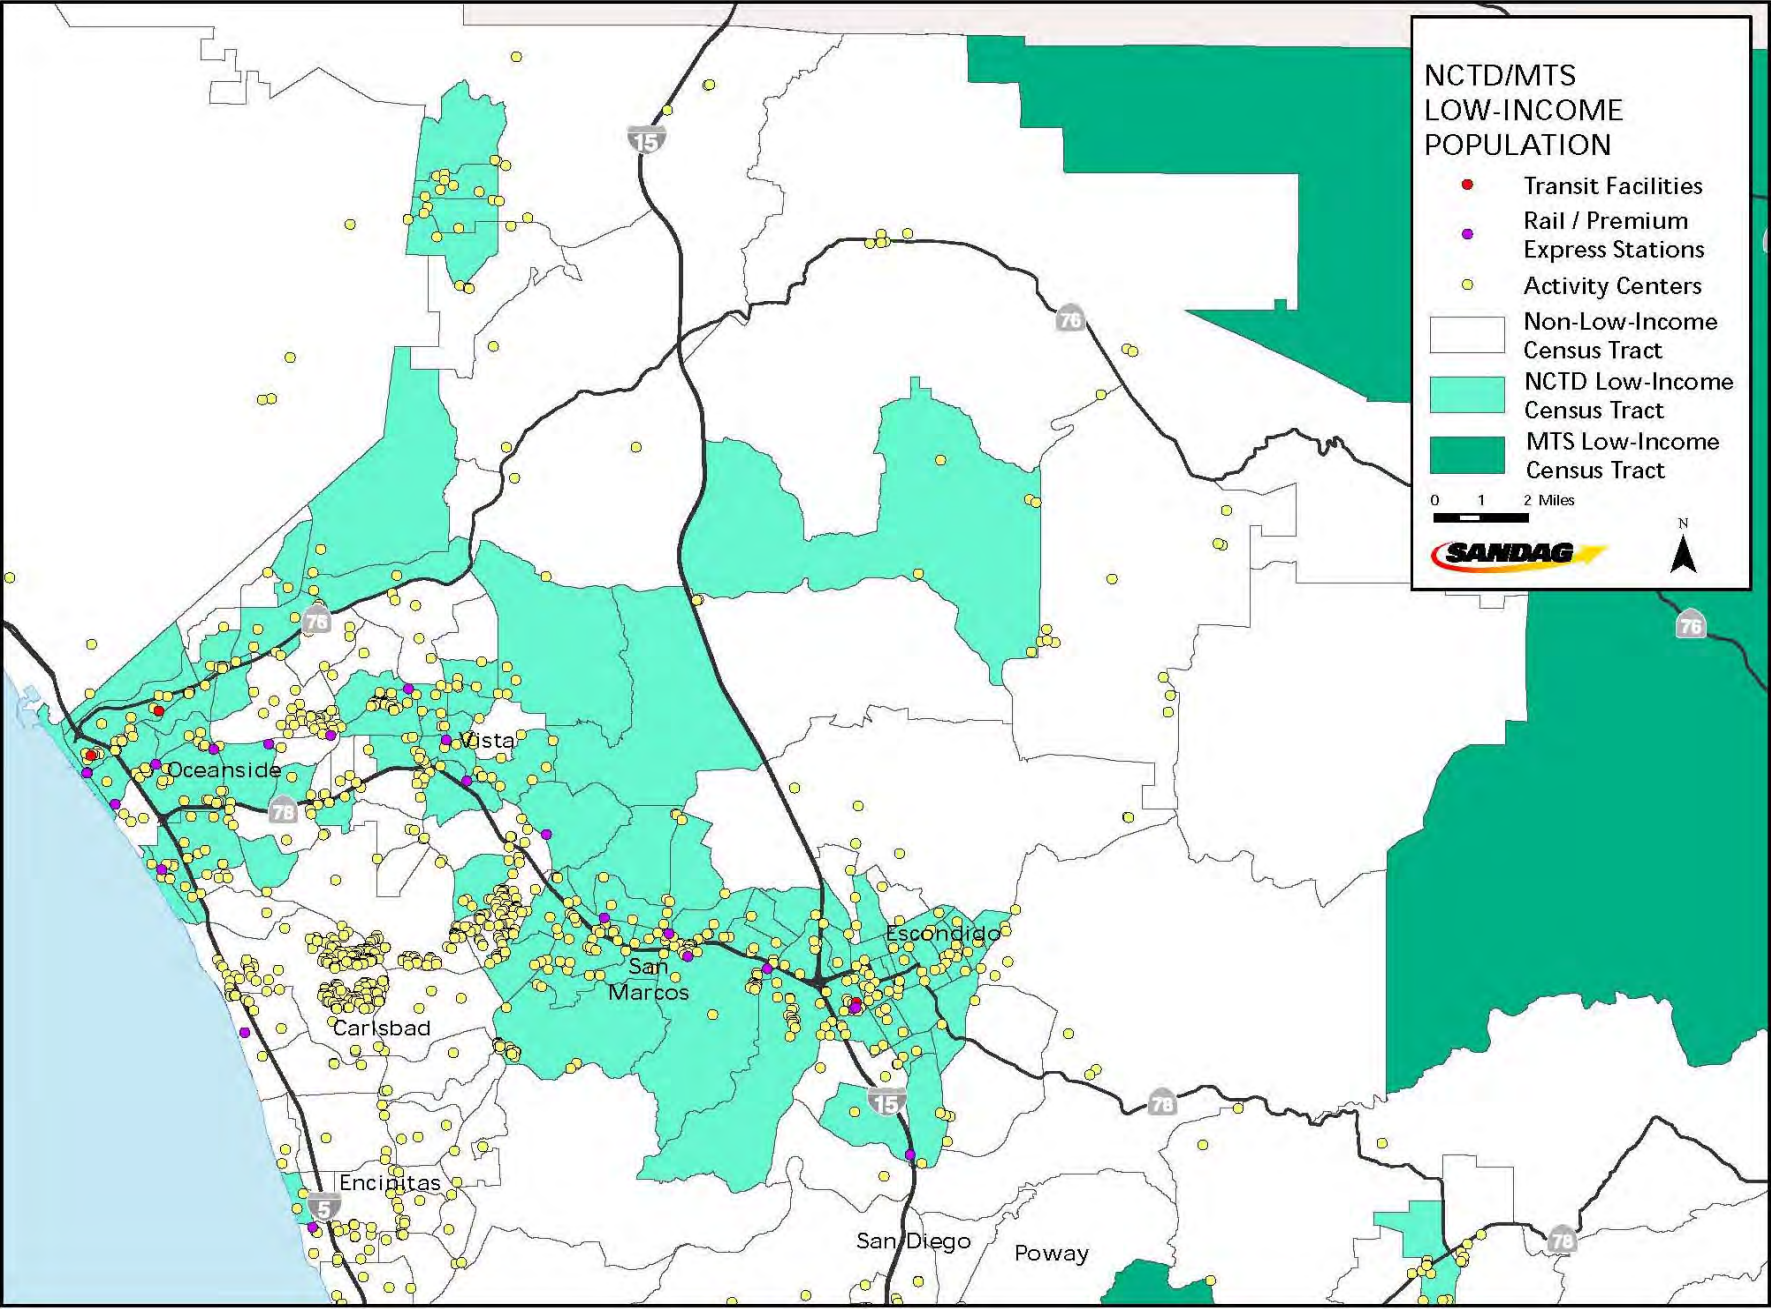 NCTD/MTS
LOW-INCOME
POPULATION
Transit Facilities
Rail / Premium
Express Stations
Activity Centers
Non-Low-Income
Census Tract
NCTD Low-Income
Census Tract
MTS Low-Income
Census Tract
0 1 2 Miles
N
SANDAG
15
76
76
76
Vista
Oceanside
78
Escondido
San
Marcos
Carlsbad
15
78
Encinitas
5
San Diego
Poway
78